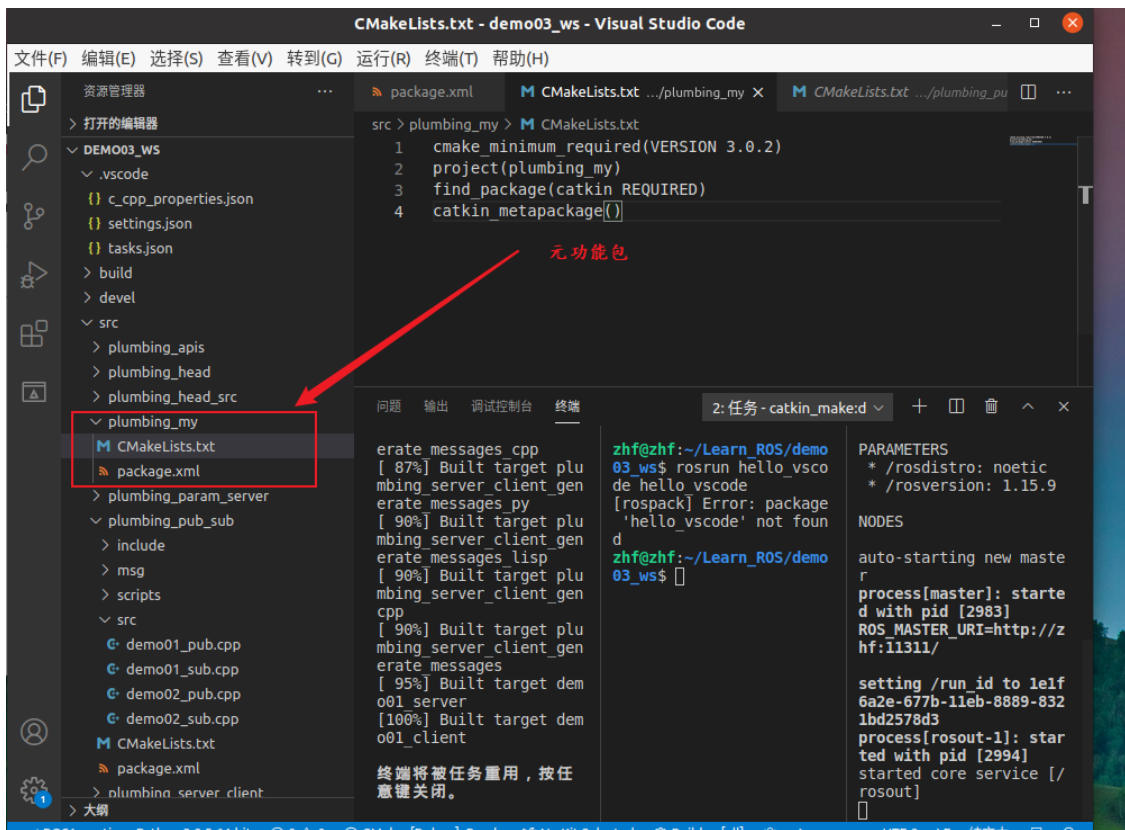 CMakeLists.txt - demo03_ws - Visual Studio Code
文件(F) 编辑(E) 选择(S) 查看(V) 转到(G) 运行(R) 终端(T) 帮助(H)
资源管理器
打开的编辑器
DEMO03_WS
.vscode
{} c_cpp_properties.json
{} settings.json
{} tasks.json
build
devel
src
plumbing_apis
plumbing_head
plumbing_head_src
plumbing_my
CMakeLists.txt
package.xml
plumbing_param_server
plumbing_pub_sub
include
msg
scripts
src
demo01_pub.cpp
demo01_sub.cpp
demo02_pub.cpp
demo02_sub.cpp
CMakeLists.txt
package.xml
plumbing_server_client
大纲
1
package.xml
CMakeLists.txt .../plumbing_my
CMakeLists.txt .../plumbing_pu
src > plumbing_my > CMakeLists.txt
1 cmake_minimum_required(VERSION 3.0.2)
2 project(plumbing_my)
3 find_package(catkin REQUIRED)
4 catkin_metapackage()
元功能包
问题 输出 调试控制台 终端
2: 任务 - catkin_make:d
erate_messages_cpp
[ 87%] Built target plu
mbing_server_client_gen
erate_messages_py
[ 90%] Built target plu
mbing_server_client_gen
erate_messages_lisp
[ 90%] Built target plu
mbing_server_client_gen
cpp
[ 90%] Built target plu
mbing_server_client_gen
erate_messages
[ 95%] Built target dem
o01_server
[100%] Built target dem
o01_client
终端将被任务重用，按任
意键关闭。
zhf@zhf:~/Learn_ROS/demo
03_ws$ rosrun hello_vsco
de hello_vscode
[rospack] Error: package
'hello_vscode' not foun
d
zhf@zhf:~/Learn_ROS/demo
03_ws$
PARAMETERS
* /rosdistro: noetic
* /rosversion: 1.15.9
NODES
auto-starting new maste
r
process[master]: starte
d with pid [2983]
ROS_MASTER_URI=http://z
hf:11311/
setting /run_id to 1e1f
6a2e-677b-11eb-8889-832
1bd2578d3
process[rosout-1]: star
ted with pid [2994]
started core service [/
rosout]